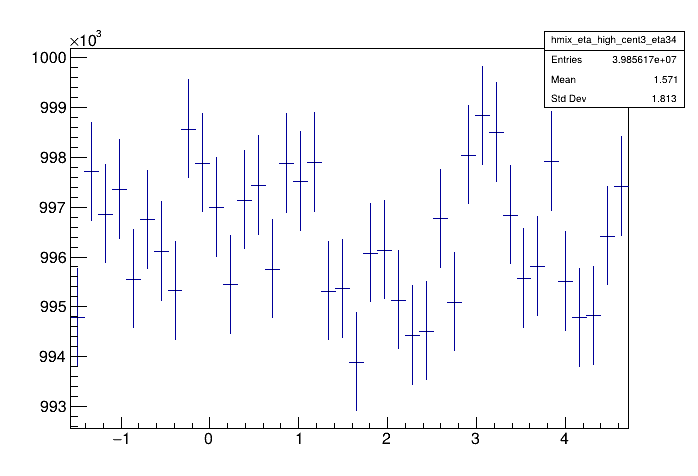 ×10³
hmix_eta_high_cent3_eta34
Entries 3.985617e+07
Mean 1.571
Std Dev 1.813
1000
999
998
997
996
995
994
993
−1 0 1 2 3 4